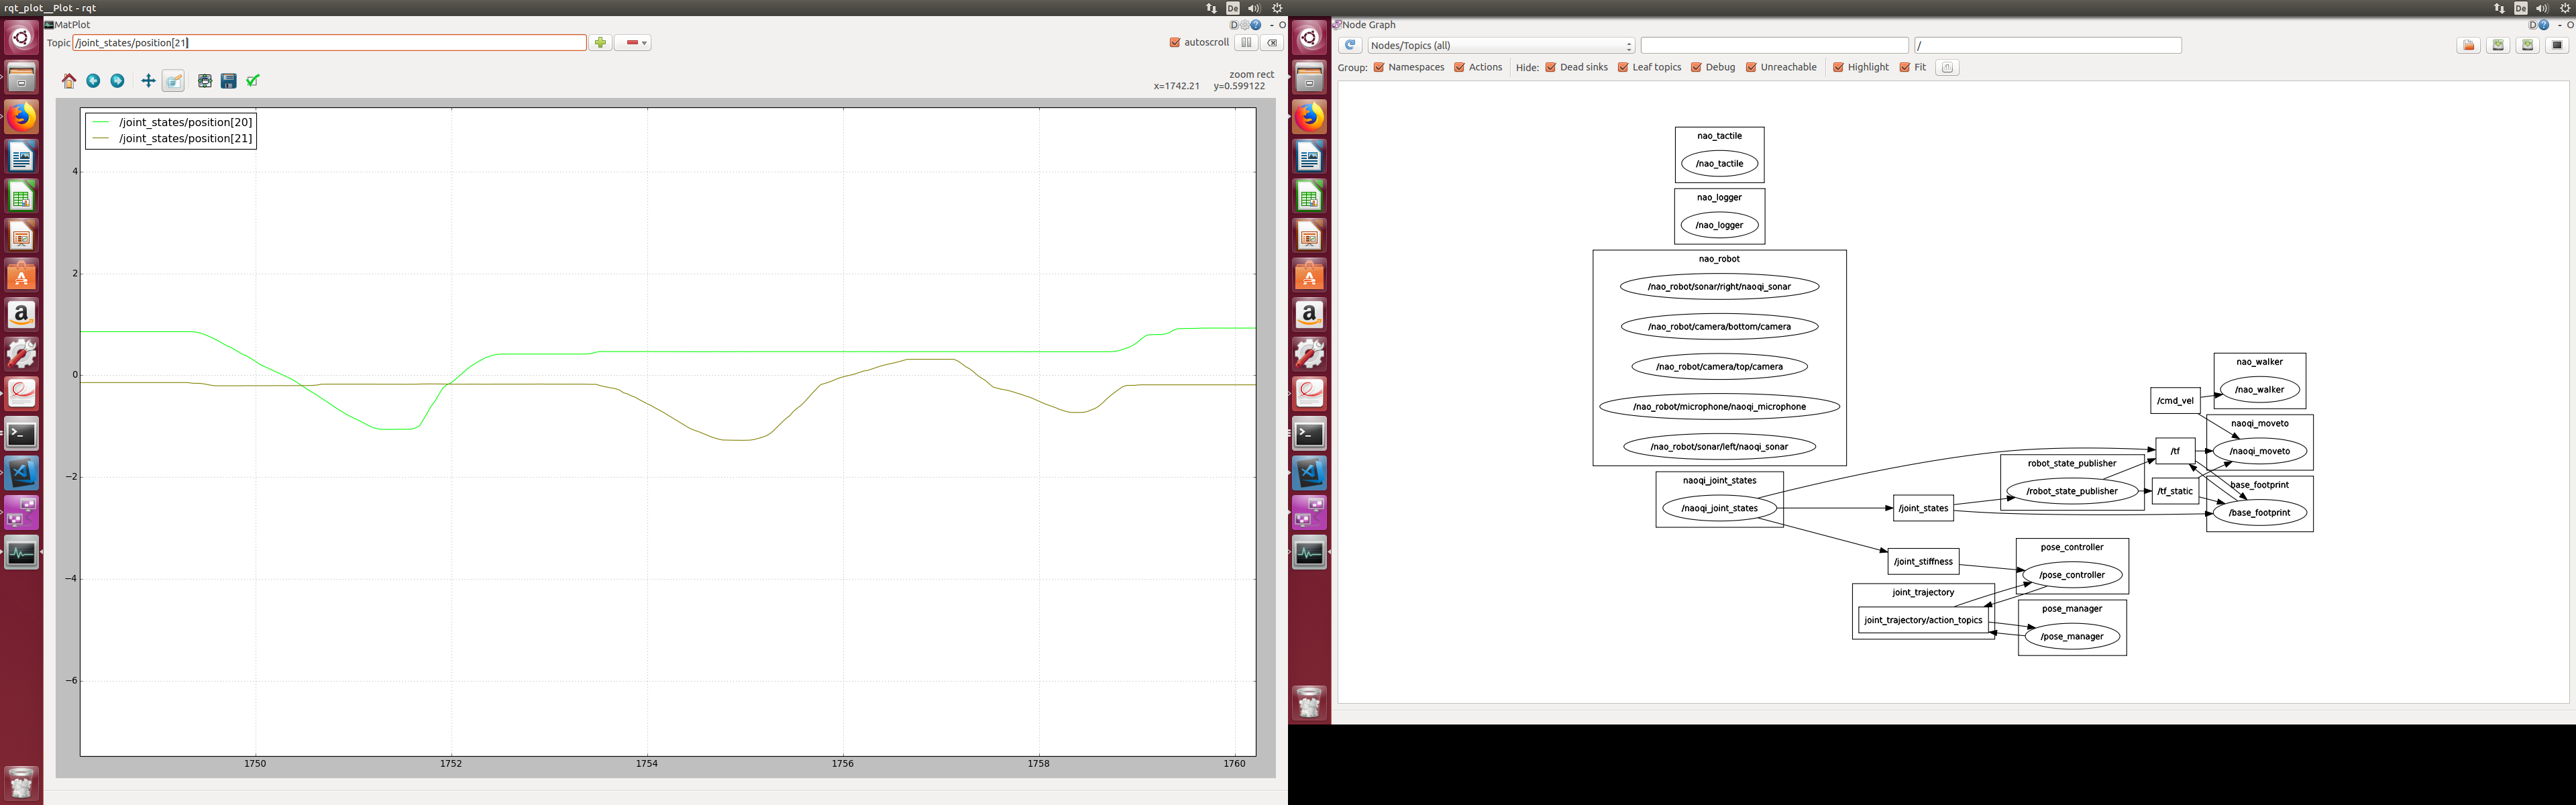 rqt_plot__Plot - rqt
De
MatPlot
D
- O
Topic
/joint_states/position[21]
autoscroll
zoom rect
x=1742.21 y=0.599122
/joint_states/position[20]
/joint_states/position[21]
4
2
0
−2
−4
−6
1750
1752
1754
1756
1758
1760
De
Node Graph
D
- O
Nodes/Topics (all)
/
Group:
Namespaces
Actions
Hide:
Dead sinks
Leaf topics
Debug
Unreachable
Highlight
Fit
nao_tactile
/nao_tactile
nao_logger
/nao_logger
nao_robot
/nao_robot/sonar/right/naoqi_sonar
/nao_robot/camera/bottom/camera
/nao_robot/camera/top/camera
/nao_robot/microphone/naoqi_microphone
/nao_robot/sonar/left/naoqi_sonar
naoqi_joint_states
/naoqi_joint_states
/joint_states
/joint_stiffness
joint_trajectory
joint_trajectory/action_topics
robot_state_publisher
/robot_state_publisher
pose_controller
/pose_controller
pose_manager
/pose_manager
/cmd_vel
/tf
/tf_static
nao_walker
/nao_walker
naoqi_moveto
/naoqi_moveto
base_footprint
/base_footprint